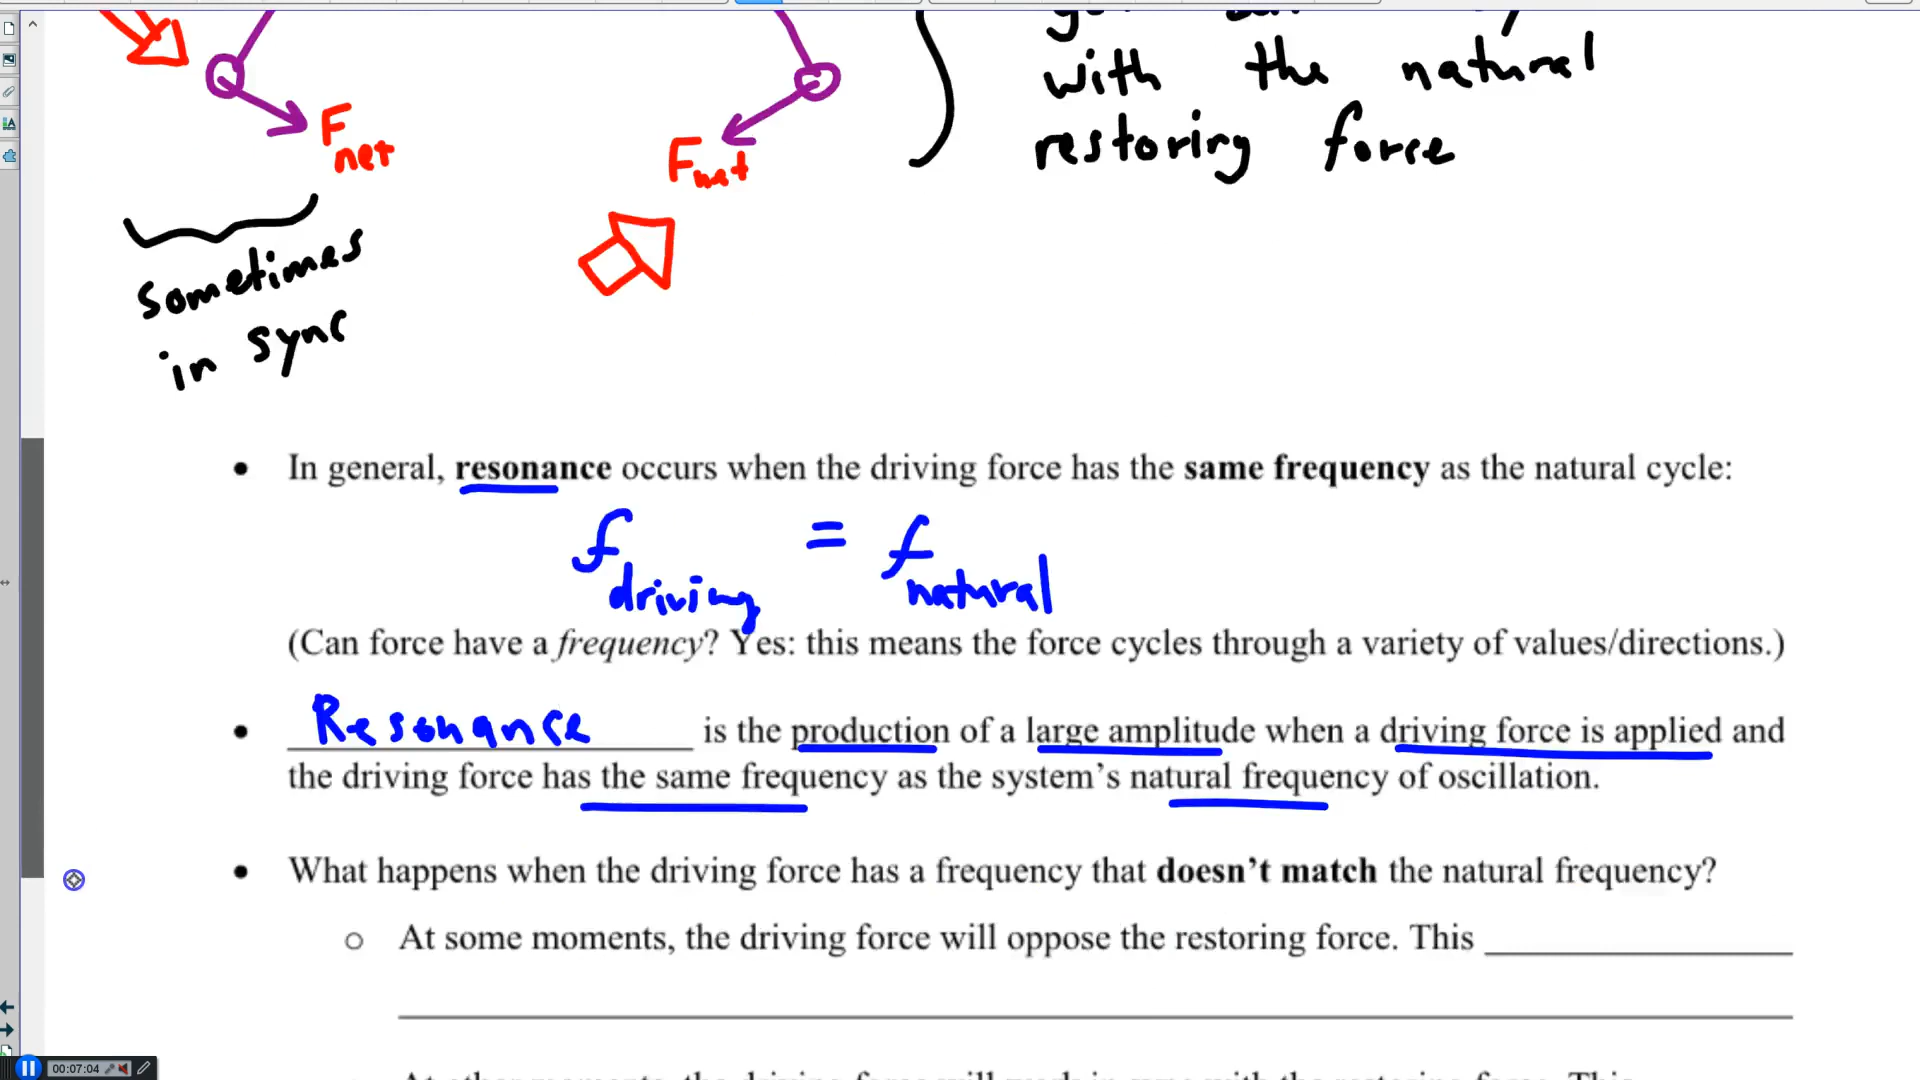 with the natural
restoring force
F net
F net
sometimes
in sync
• In general, resonance occurs when the driving force has the same frequency as the natural cycle:
f driving = f natural
(Can force have a frequency? Yes: this means the force cycles through a variety of values/directions.)
• Resonance is the production of a large amplitude when a driving force is applied and
the driving force has the same frequency as the system's natural frequency of oscillation.
• What happens when the driving force has a frequency that doesn't match the natural frequency?
o At some moments, the driving force will oppose the restoring force. This
00:07:04